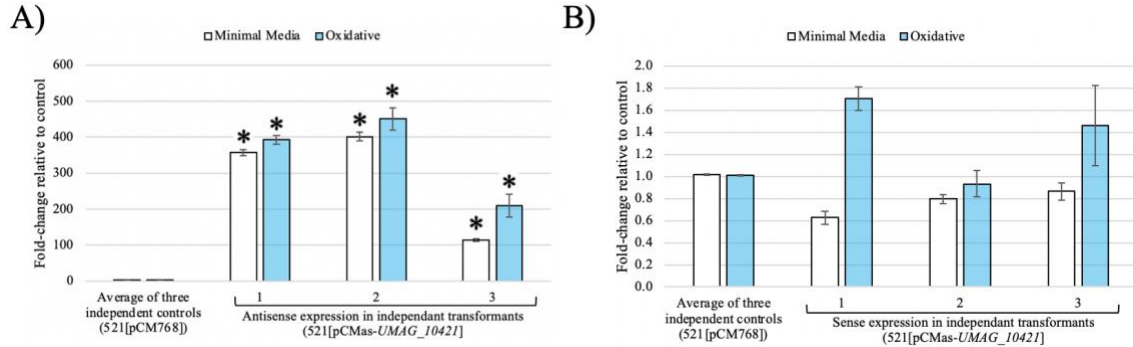 A)
Minimal Media Oxidative
Fold-change relative to control
600
500
400
300
200
100
0
* * * * * *
Average of three
independent controls
(521[pCM768])
1 2 3
Antisense expression in independant transformants
(521[pCMas-UMAG_10421]
B)
Minimal Media Oxidative
Fold-change relative to control
2.0
1.8
1.6
1.4
1.2
1.0
0.8
0.6
0.4
0.2
0.0
Average of three
independent controls
(521[pCM768])
1 2 3
Sense expression in independant transformants
(521[pCMas-UMAG_10421]